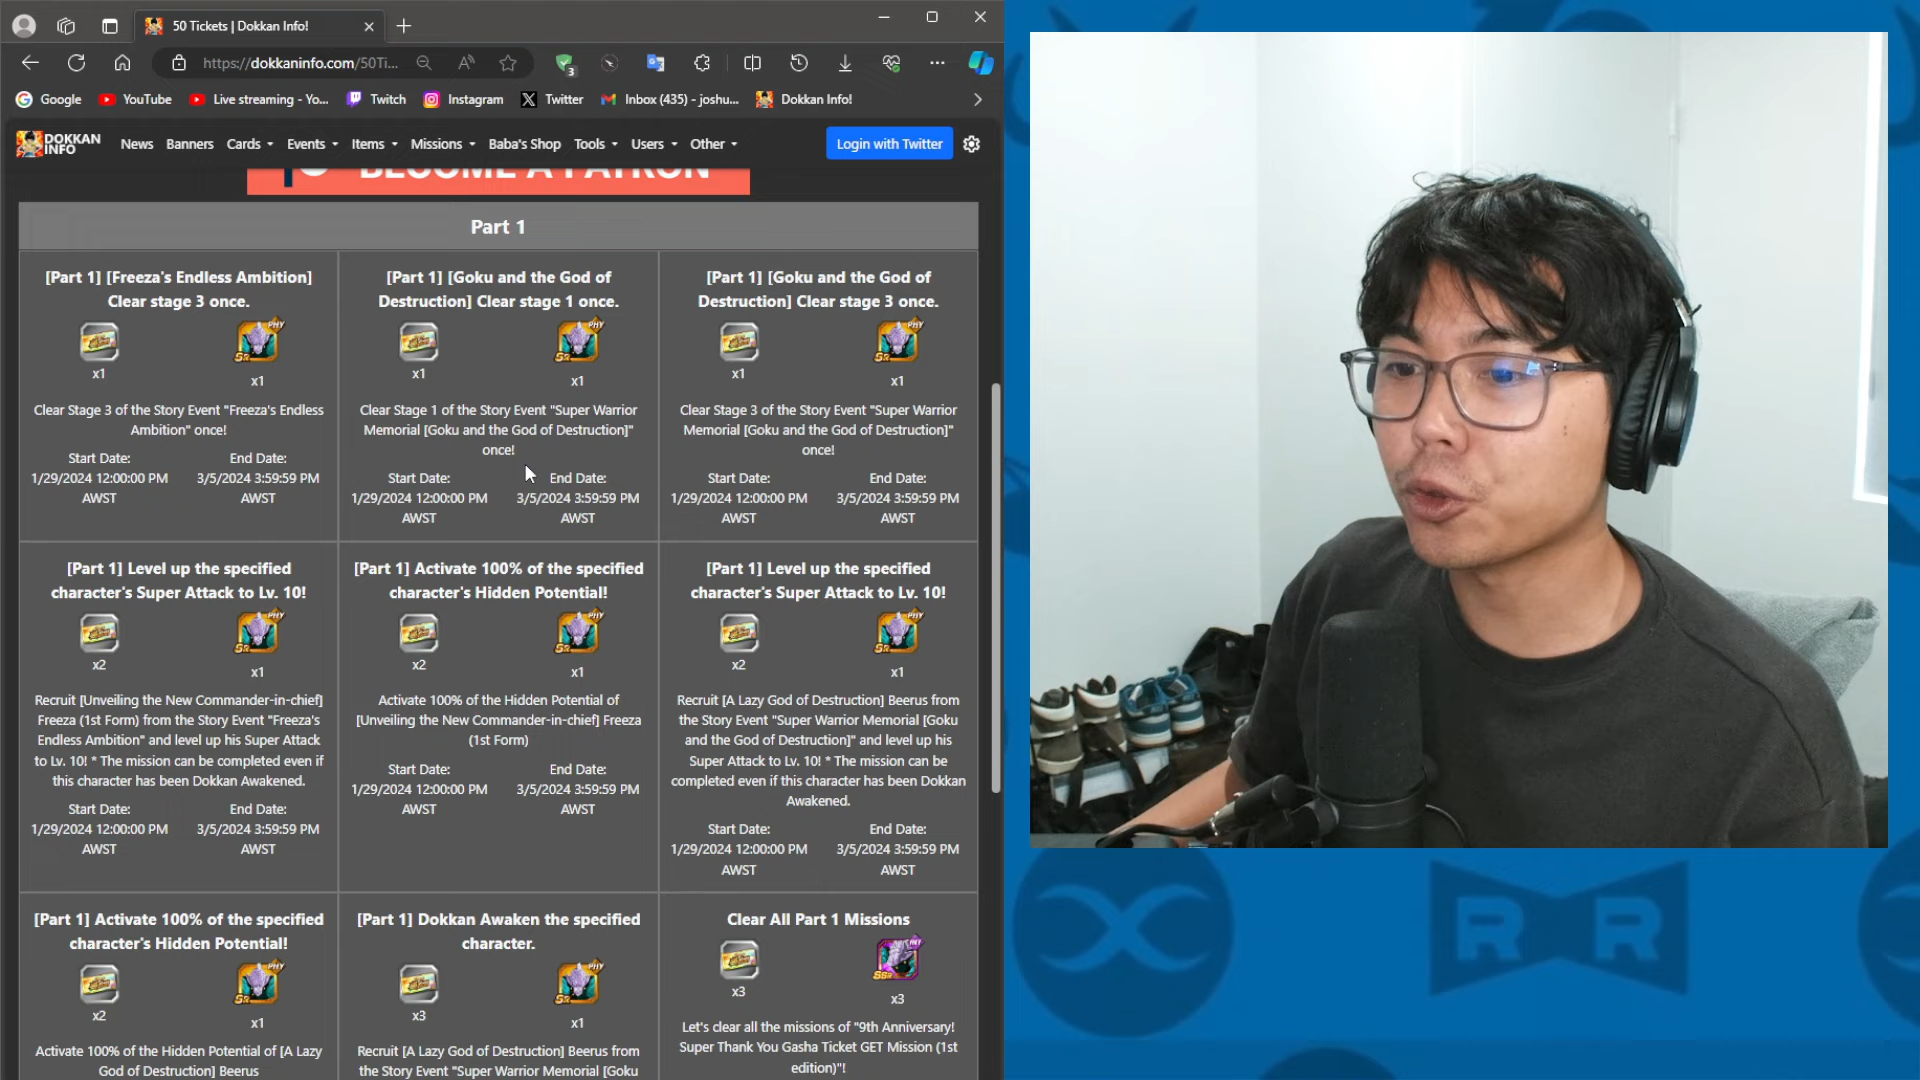 50 Tickets | Dokkan Info!
https://dokkaninfo.com/50Ti...
3
Google
YouTube
Live streaming - Yo...
Twitch
Instagram
Twitter
Inbox (435) - joshu...
Dokkan Info!
DOKKAN
INFO
News
Banners
Cards
Events
Items
Missions
Baba's Shop
Tools
Users
Other
Login with Twitter
BECOME A PATRON
Part 1
[Part 1] [Freeza's Endless Ambition]
Clear stage 3 once.
PHY
SR
x1
x1
Clear Stage 3 of the Story Event "Freeza's Endless
Ambition" once!
Start Date:
1/29/2024 12:00:00 PM
AWST
End Date:
3/5/2024 3:59:59 PM
AWST
[Part 1] [Goku and the God of
Destruction] Clear stage 1 once.
PHY
SR
x1
x1
Clear Stage 1 of the Story Event "Super Warrior
Memorial [Goku and the God of Destruction]"
once!
Start Date:
1/29/2024 12:00:00 PM
AWST
End Date:
3/5/2024 3:59:59 PM
AWST
[Part 1] [Goku and the God of
Destruction] Clear stage 3 once.
PHY
SR
x1
x1
Clear Stage 3 of the Story Event "Super Warrior
Memorial [Goku and the God of Destruction]"
once!
Start Date:
1/29/2024 12:00:00 PM
AWST
End Date:
3/5/2024 3:59:59 PM
AWST
[Part 1] Level up the specified
character's Super Attack to Lv. 10!
PHY
SR
x2
x1
Recruit [Unveiling the New Commander-in-chief]
Freeza (1st Form) from the Story Event "Freeza's
Endless Ambition" and level up his Super Attack
to Lv. 10! * The mission can be completed even if
this character has been Dokkan Awakened.
Start Date:
1/29/2024 12:00:00 PM
AWST
End Date:
3/5/2024 3:59:59 PM
AWST
[Part 1] Activate 100% of the specified
character's Hidden Potential!
PHY
SR
x2
x1
Activate 100% of the Hidden Potential of
[Unveiling the New Commander-in-chief] Freeza
(1st Form)
Start Date:
1/29/2024 12:00:00 PM
AWST
End Date:
3/5/2024 3:59:59 PM
AWST
[Part 1] Level up the specified
character's Super Attack to Lv. 10!
PHY
SR
x2
x1
Recruit [A Lazy God of Destruction] Beerus from
the Story Event "Super Warrior Memorial [Goku
and the God of Destruction]" and level up his
Super Attack to Lv. 10! * The mission can be
completed even if this character has been Dokkan
Awakened.
Start Date:
1/29/2024 12:00:00 PM
AWST
End Date:
3/5/2024 3:59:59 PM
AWST
[Part 1] Activate 100% of the specified
character's Hidden Potential!
PHY
SR
x2
x1
Activate 100% of the Hidden Potential of [A Lazy
God of Destruction] Beerus
[Part 1] Dokkan Awaken the specified
character.
PHY
SR
x3
x1
Recruit [A Lazy God of Destruction] Beerus from
the Story Event "Super Warrior Memorial [Goku
Clear All Part 1 Missions
PHY
SSR
x3
x3
Let's clear all the missions of "9th Anniversary!
Super Thank You Gasha Ticket GET Mission (1st
edition)"!
R R